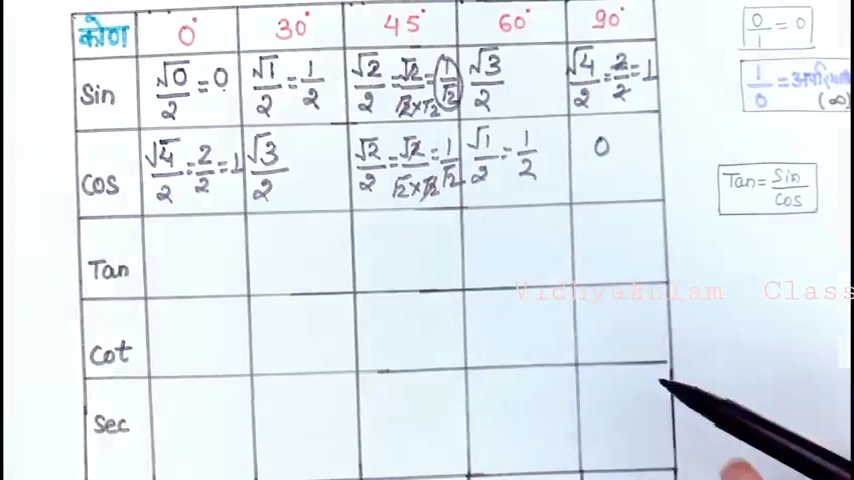 कोण 0° 30° 45° 60° 90°
Sin √0/2 = 0 √1/2 = 1/2 √2/2 = √2/√2×√2 = 1/√2 √3/2 √4/2 = 2/2 = 1
Cos √4/2 = 2/2 = 1 √3/2 √2/2 = √2/√2×√2 = 1/√2 √1/2 = 1/2 0
Tan
Cot
Sec
0/1 = 0
1/0 =
(∞)
Tan = Sin/Cos
Vidhyakulam Class